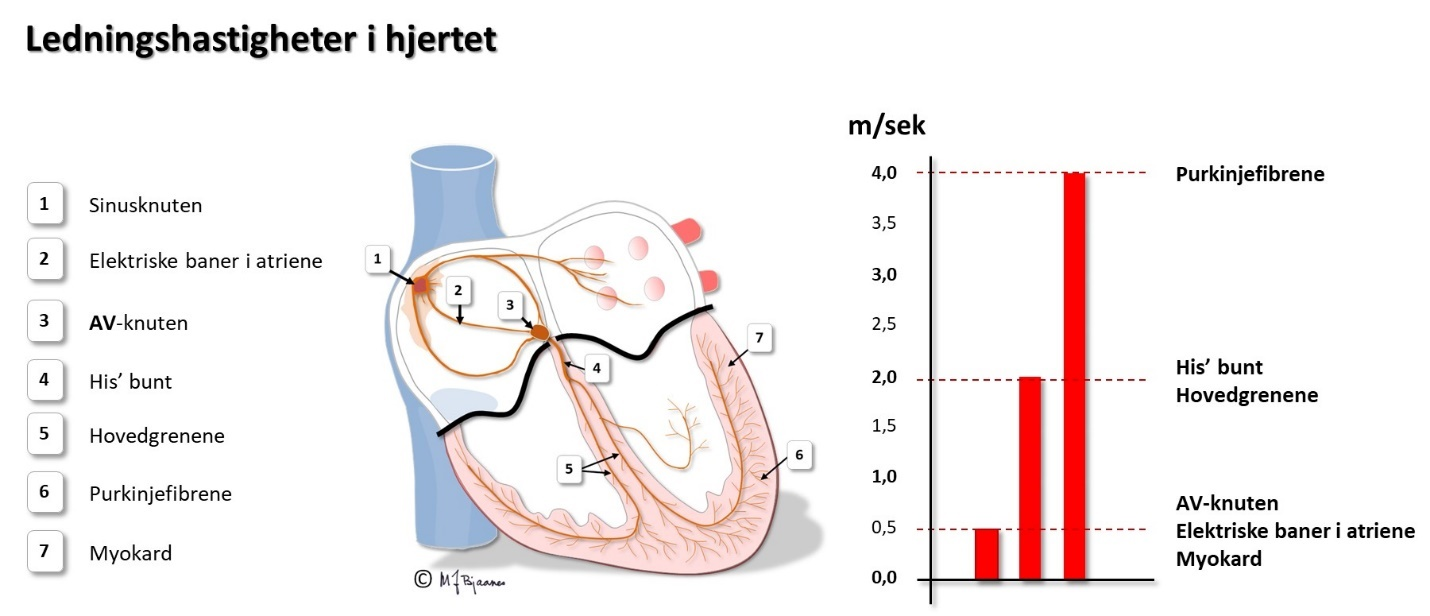 Ledningshastigheter i hjertet
1 Sinusknuten
2 Elektriske baner i atriene
3 AV-knuten
4 His’ bunt
5 Hovedgrenene
6 Purkinjefibrene
7 Myokard
1
2
3
4
5
6
7
© MJBjaanes
m/sek
4,0
3,5
3,0
2,5
2,0
1,5
1,0
0,5
0,0
Purkinjefibrene
His’ bunt
Hovedgrenene
AV-knuten
Elektriske baner i atriene
Myokard